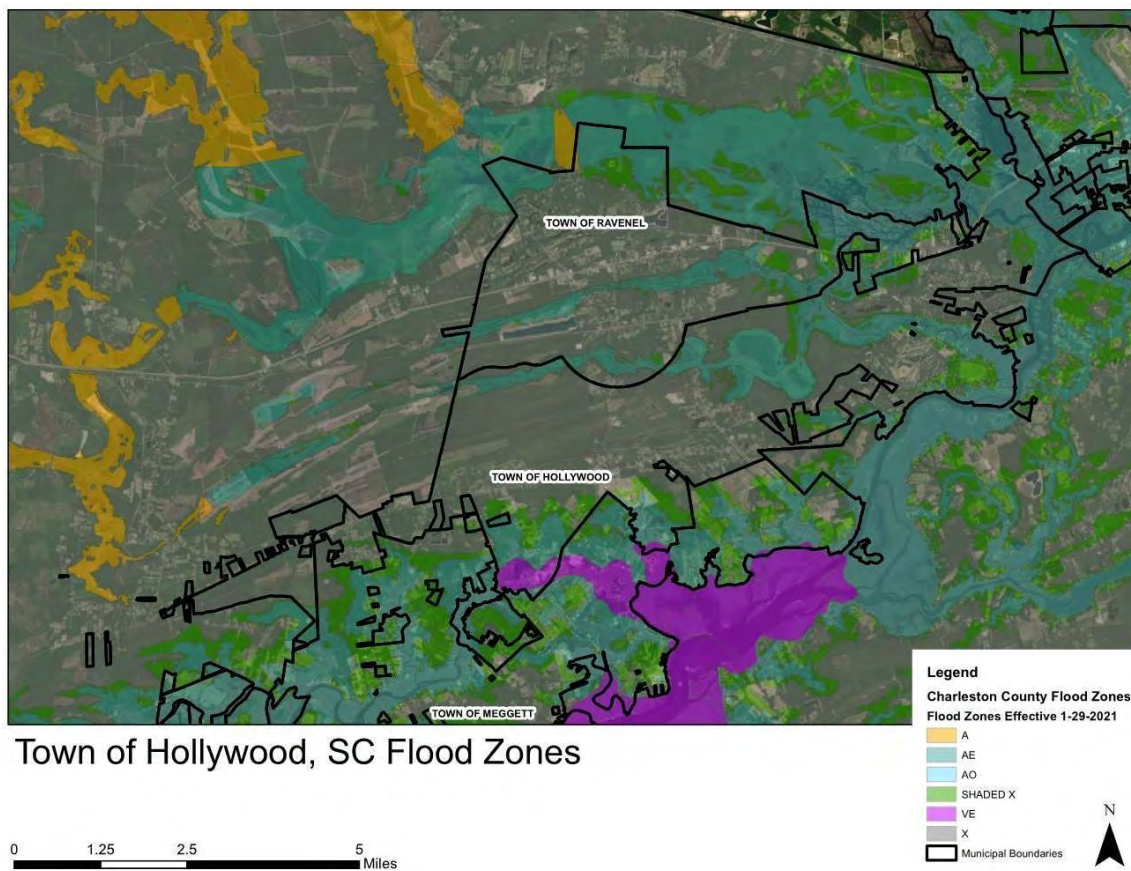 TOWN OF RAVENEL
TOWN OF HOLLYWOOD
TOWN OF MEGGETT
Town of Hollywood, SC Flood Zones
0 1.25 2.5 5
Miles
Legend
Charleston County Flood Zones
Flood Zones Effective 1-29-2021
A
AE
AO
SHADED X
VE
X
Municipal Boundaries
N